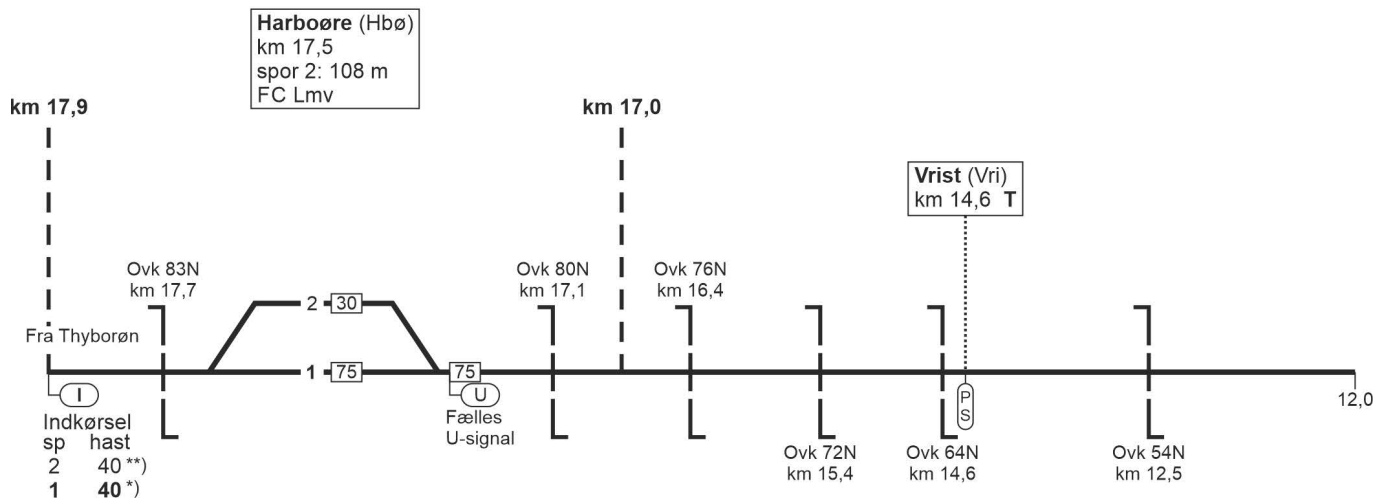 Harboøre (Hbø)
km 17,5
spor 2: 108 m
FC Lmv
km 17,9
km 17,0
Vrist (Vri)
km 14,6 T
Ovk 83N
km 17,7
Ovk 80N
km 17,1
Ovk 76N
km 16,4
2 30
Fra Thyborøn
1 75
75
I
U
P
S
12,0
Indkørsel
sp hast
2 40 **)
1 40 *)
Fælles
U-signal
Ovk 72N
km 15,4
Ovk 64N
km 14,6
Ovk 54N
km 12,5